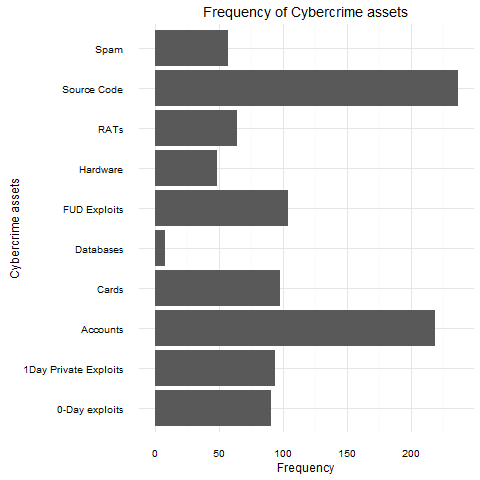 Frequency of Cybercrime assets
Cybercrime assets
Spam
Source Code
RATs
Hardware
FUD Exploits
Databases
Cards
Accounts
1Day Private Exploits
0-Day exploits
0 50 100 150 200
Frequency